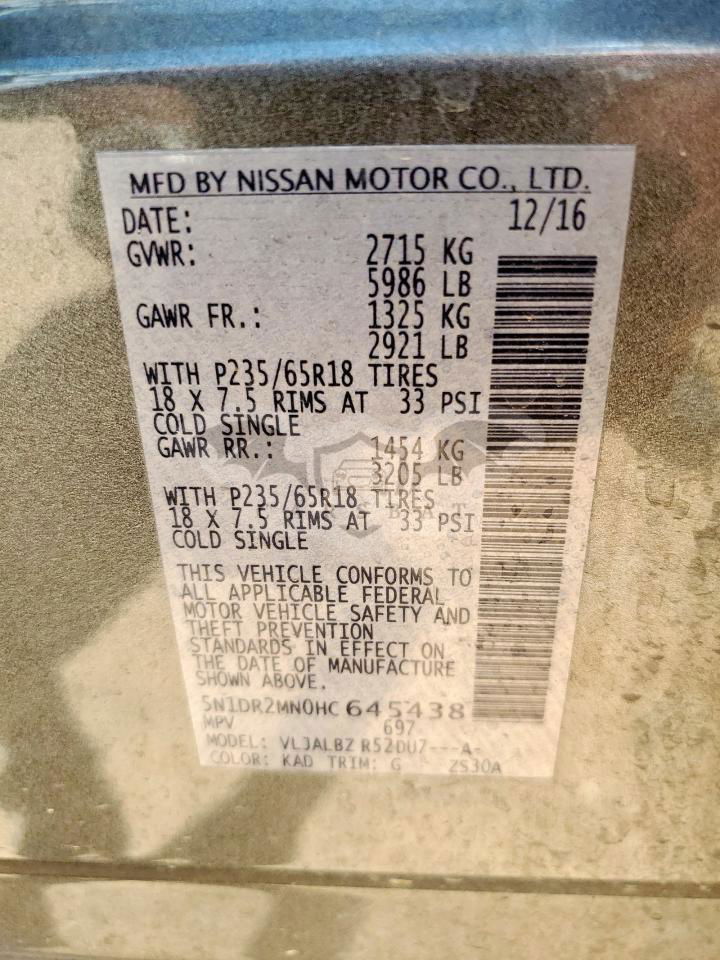 MFD BY NISSAN MOTOR CO., LTD.
DATE: 12/16
GVWR: 2715 KG
5986 LB
GAWR FR.: 1325 KG
2921 LB
WITH P235/65R18 TIRES
18 X 7.5 RIMS AT 33 PSI
COLD SINGLE
GAWR RR.: 1454 KG
3205 LB
WITH P235/65R18 TIRES
18 X 7.5 RIMS AT 33 PSI
COLD SINGLE
THIS VEHICLE CONFORMS TO
ALL APPLICABLE FEDERAL
MOTOR VEHICLE SAFETY AND
THEFT PREVENTION
STANDARDS IN EFFECT ON
THE DATE OF MANUFACTURE
SHOWN ABOVE.
5N1DR2MN0HC 645438
MPV 697
MODEL: VLJALBZ R52DU7---A-
COLOR: KAD TRIM: G ZS30A